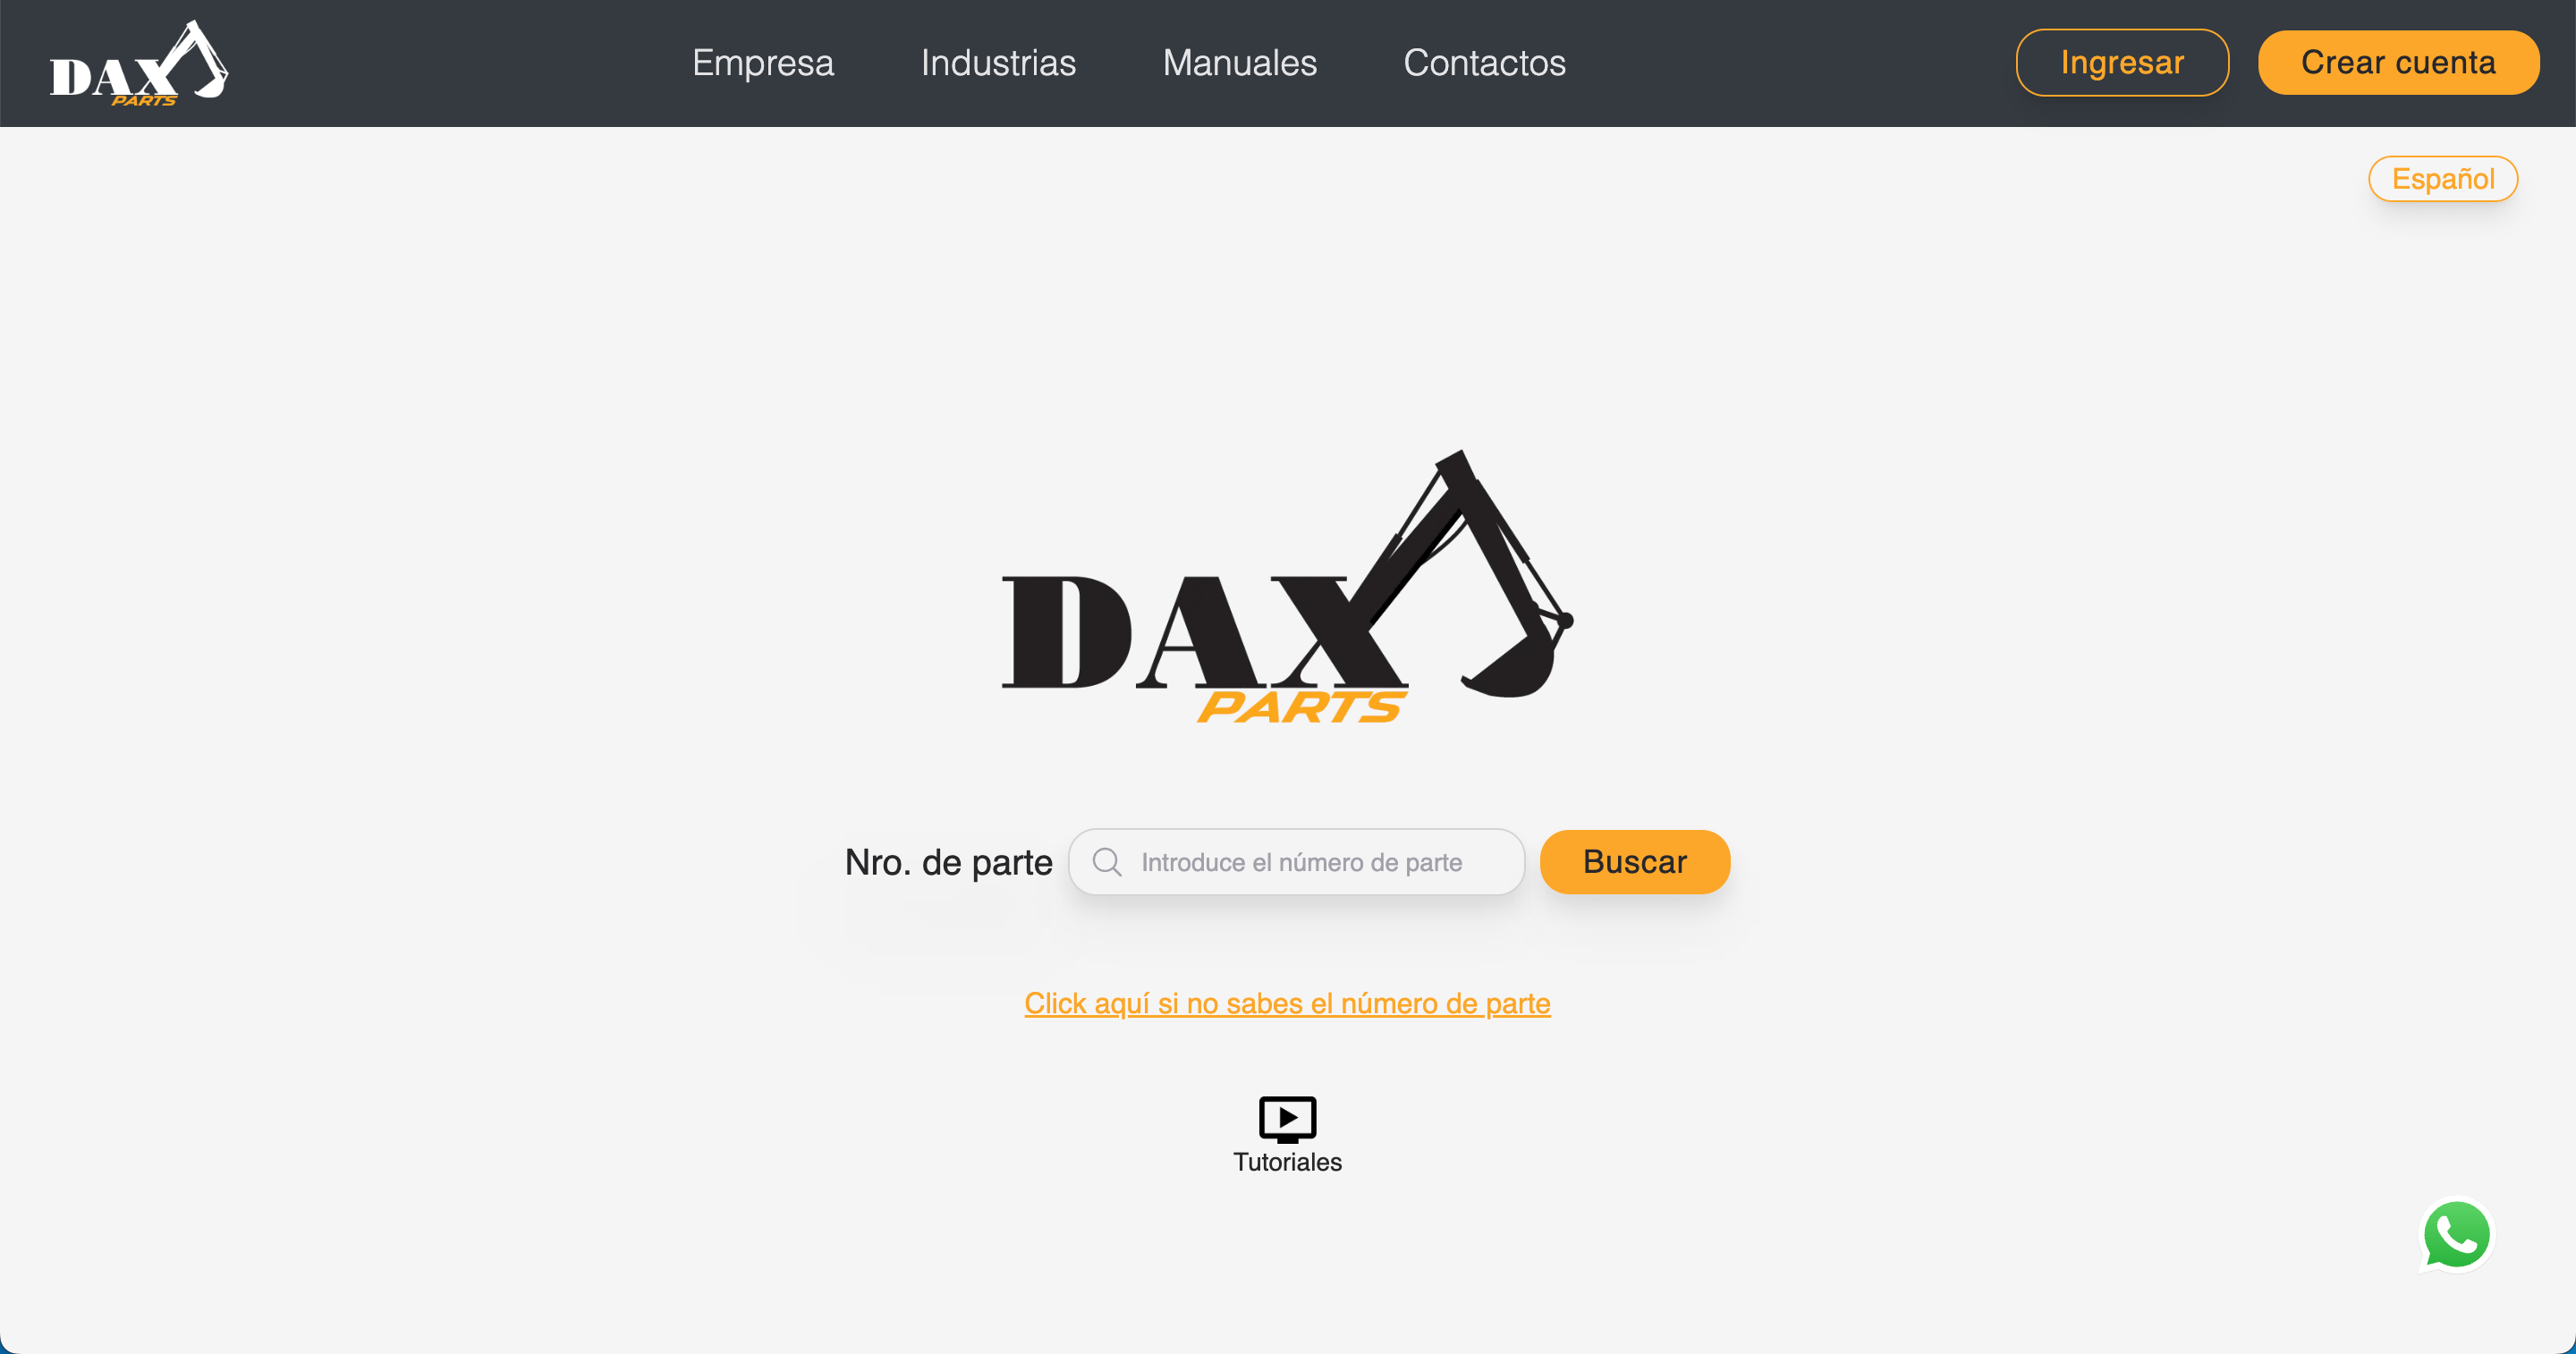 DAX
PARTS
Empresa
Industrias
Manuales
Contactos
Ingresar
Crear cuenta
Español
DAX
PARTS
Nro. de parte
Introduce el número de parte
Buscar
Click aquí si no sabes el número de parte
Tutoriales